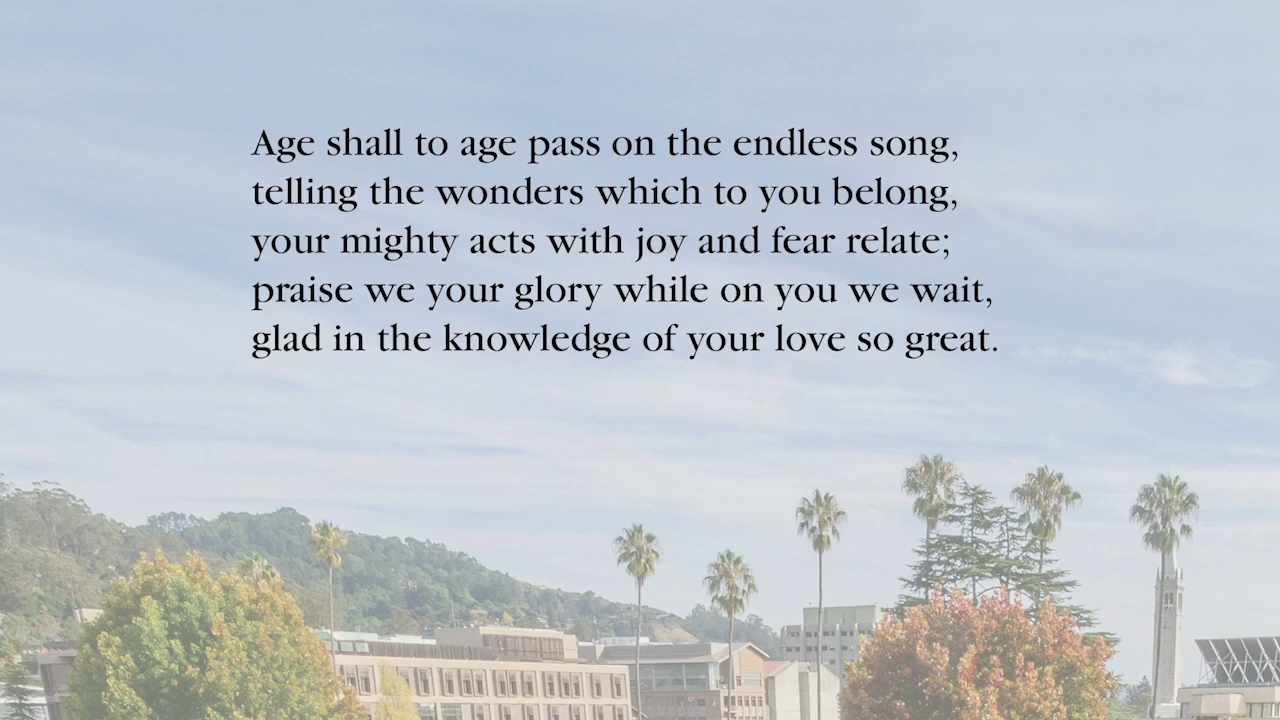 Age shall to age pass on the endless song,
telling the wonders which to you belong,
your mighty acts with joy and fear relate;
praise we your glory while on you we wait,
glad in the knowledge of your love so great.